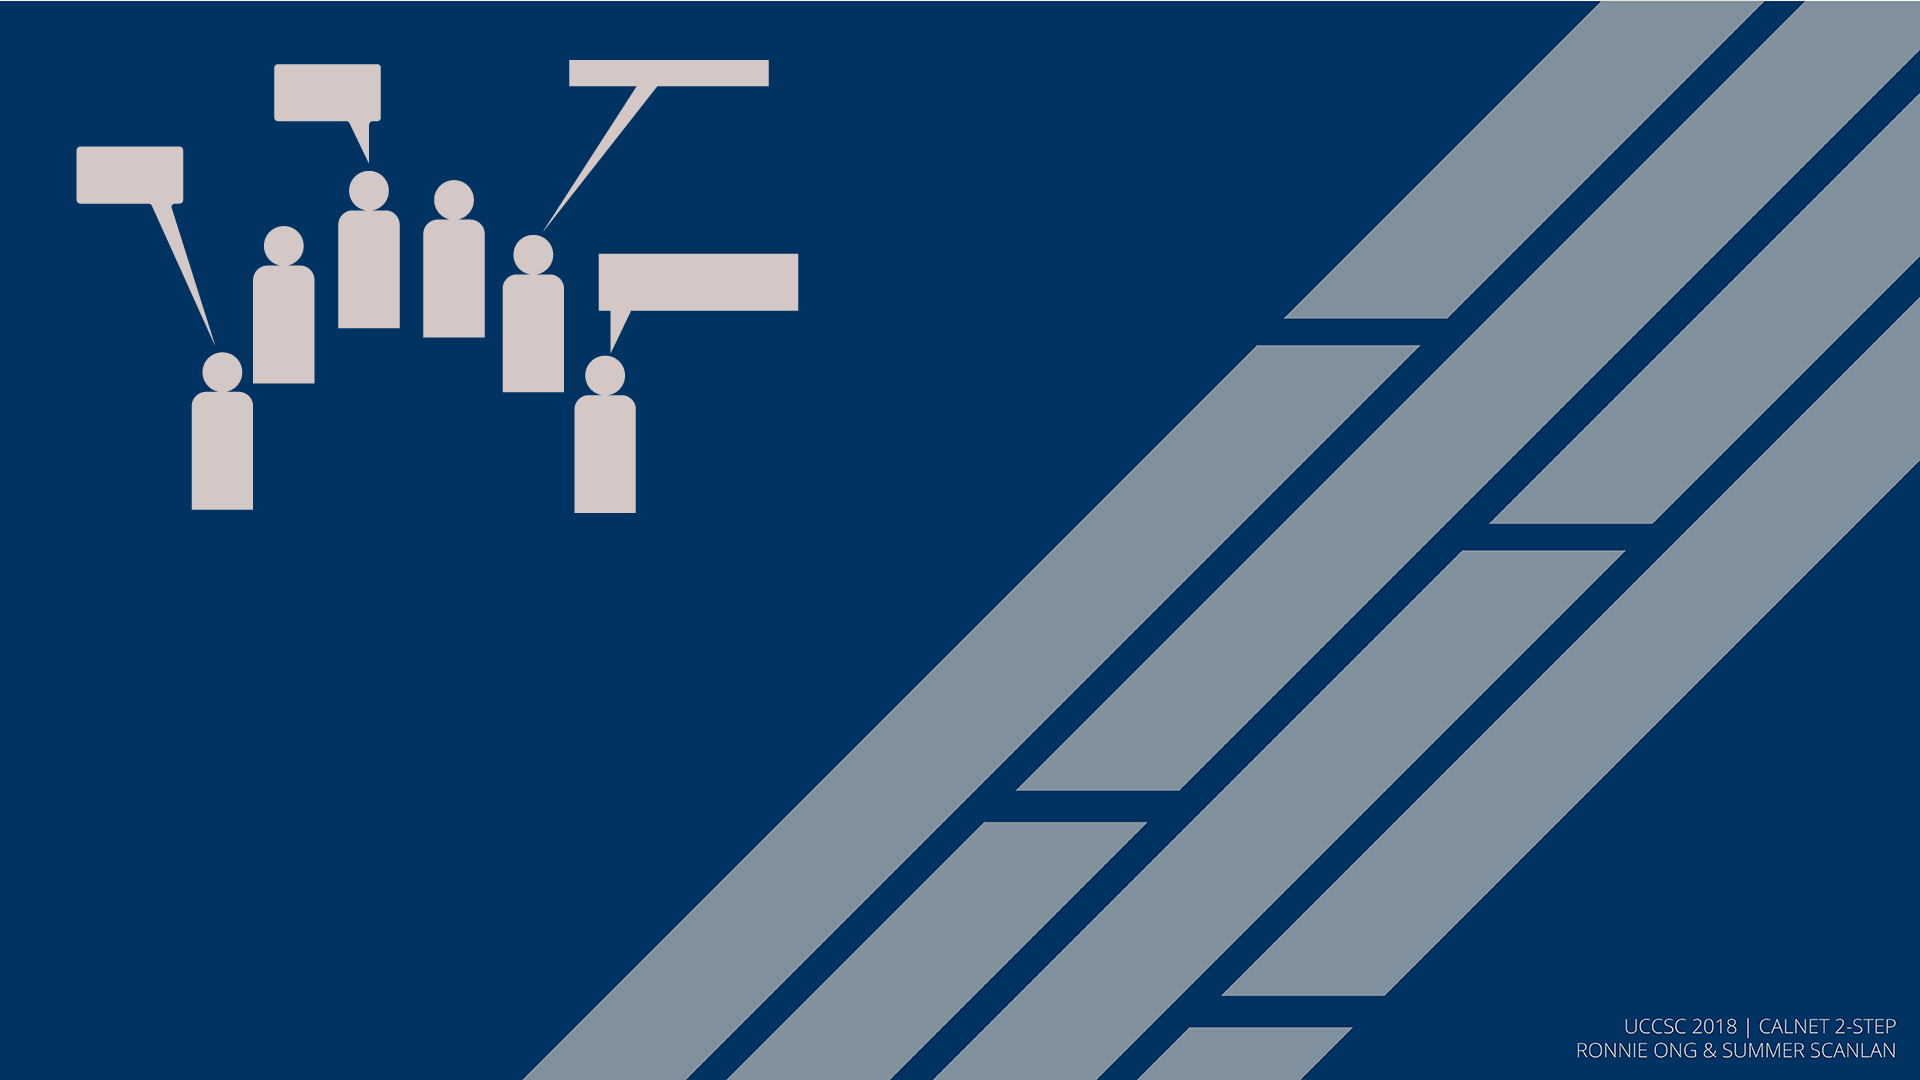 UCCSC 2018 | CALNET 2-STEP
RONNIE ONG & SUMMER SCANLAN